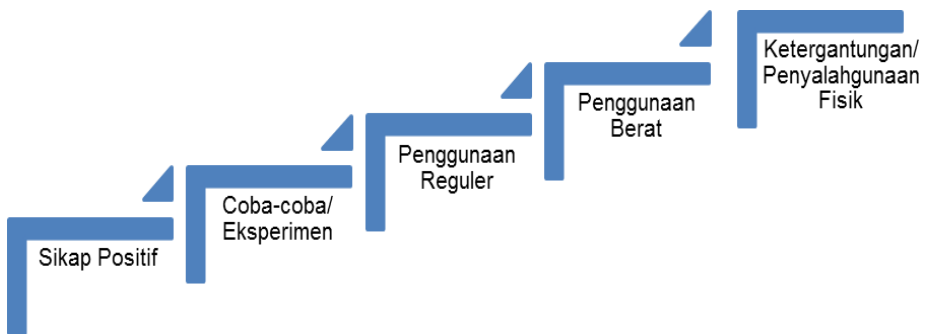 Sikap Positif
Coba-coba/
Eksperimen
Penggunaan
Reguler
Penggunaan
Berat
Ketergantungan/
Penyalahgunaan
Fisik